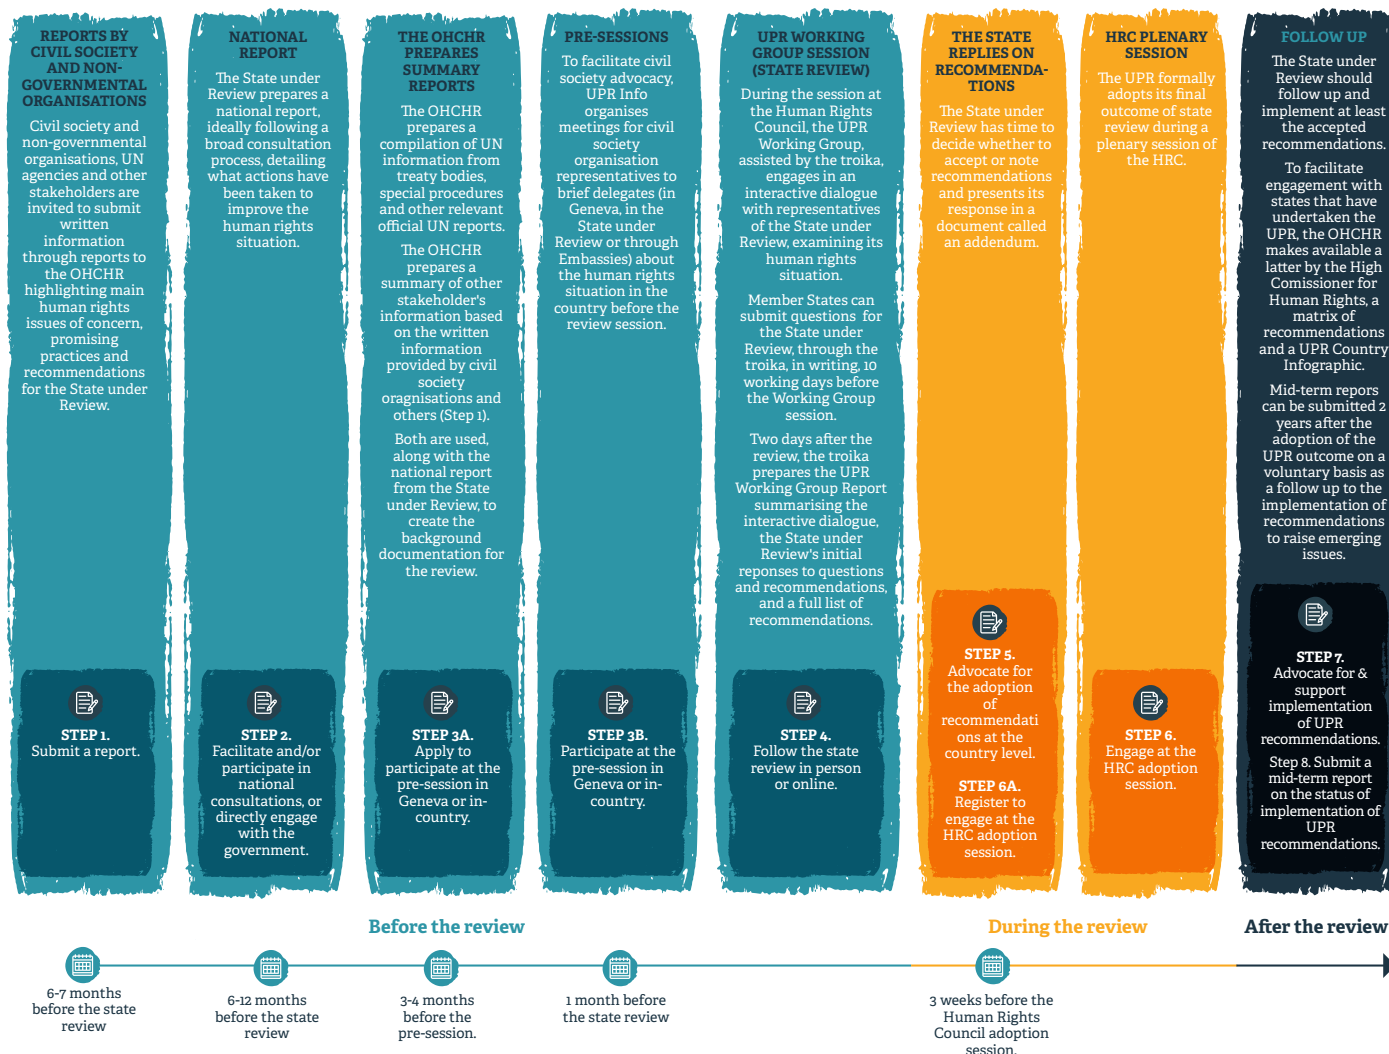 REPORTS BY
CIVIL SOCIETY
AND NON-
GOVERNMENTAL
ORGANISATIONS
Civil society and
non-governmental
organisations, UN
agencies and other
stakeholders are
invited to submit
written
information
through reports to
the OHCHR
highlighting main
human rights
issues of concern,
promising
practices and
recommendations
for the State under
Review.
STEP 1.
Submit a report.
NATIONAL
REPORT
The State under
Review prepares a
national report,
ideally following a
broad consultation
process, detailing
what actions have
been taken to
improve the
human rights
situation.
STEP 2.
Facilitate and/or
participate in
national
consultations, or
directly engage
with the
government.
THE OHCHR
PREPARES
SUMMARY
REPORTS
The OHCHR
prepares a
compilation of UN
information from
treaty bodies,
special procedures
and other relevant
official UN reports.
The OHCHR
prepares a
summary of other
stakeholder's
information based
on the written
information
provided by civil
society
oragnisations and
others (Step 1).
Both are used,
along with the
national report
from the State
under Review, to
create the
background
documentation for
the review.
STEP 3A.
Apply to
participate at the
pre-session in
Geneva or in-
country.
PRE-SESSIONS
To facilitate civil
society advocacy,
UPR Info
organises
meetings for civil
society
organisation
representatives to
brief delegates (in
Geneva, in the
State under
Review or through
Embassies) about
the human rights
situation in the
country before the
review session.
STEP 3B.
Participate at the
pre-session in
Geneva or in-
country.
UPR WORKING
GROUP SESSION
(STATE REVIEW)
During the session at
the Human Rights
Council, the UPR
Working Group,
assisted by the troika,
engages in an
interactive dialogue
with representatives
of the State under
Review, examining its
human rights
situation.
Member States can
submit questions for
the State under
Review, through the
troika, in writing, 10
working days before
the Working Group
session.
Two days after the
review, the troika
prepares the UPR
Working Group Report
summarising the
interactive dialogue,
the State under
Review's initial
reponses to questions
and recommendations,
and a full list of
recommendations.
STEP 4.
Follow the state
review in person
or online.
THE STATE
REPLIES ON
RECOMMENDA-
TIONS
The State under
Review has time to
decide whether to
accept or note
recommendations
and presents its
response in a
document called
an addendum.
STEP 5.
Advocate for
the adoption
of
recommendati
ons at the
country level.
STEP 6A.
Register to
engage at the
HRC adoption
session.
HRC PLENARY
SESSION
The UPR formally
adopts its final
outcome of state
review during a
plenary session of
the HRC.
STEP 6.
Engage at the
HRC adoption
session.
FOLLOW UP
The State under
Review should
follow up and
implement at least
the accepted
recommendations.
To facilitate
engagement with
states that have
undertaken the
UPR, the OHCHR
makes available a
latter by the High
Comissioner for
Human Rights, a
matrix of
recommendations
and a UPR Country
Infographic.
Mid-term repors
can be submitted 2
years after the
adoption of the
UPR outcome on a
voluntary basis as
a follow up to the
implementation of
recommendations
to raise emerging
issues.
STEP 7.
Advocate for &
support
implementation
of UPR
recommendations.
Step 8. Submit a
mid-term report
on the status of
implementation of
UPR
recommendations.
Before the review
During the review
After the review
6-7 months
before the state
review
6-12 months
before the state
review
3-4 months
before the
pre-session.
1 month before
the state review
3 weeks before the
Human Rights
Council adoption
session.